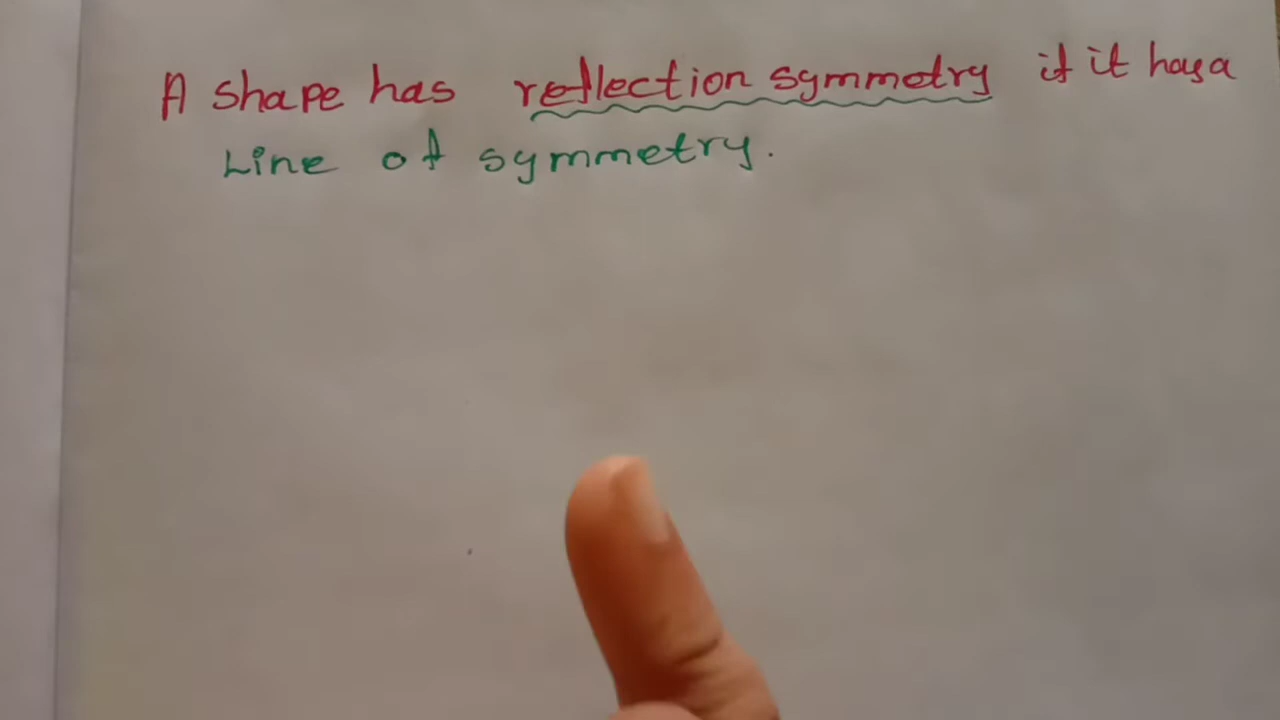 A shape has reflection symmetry if it has a
Line of symmetry.